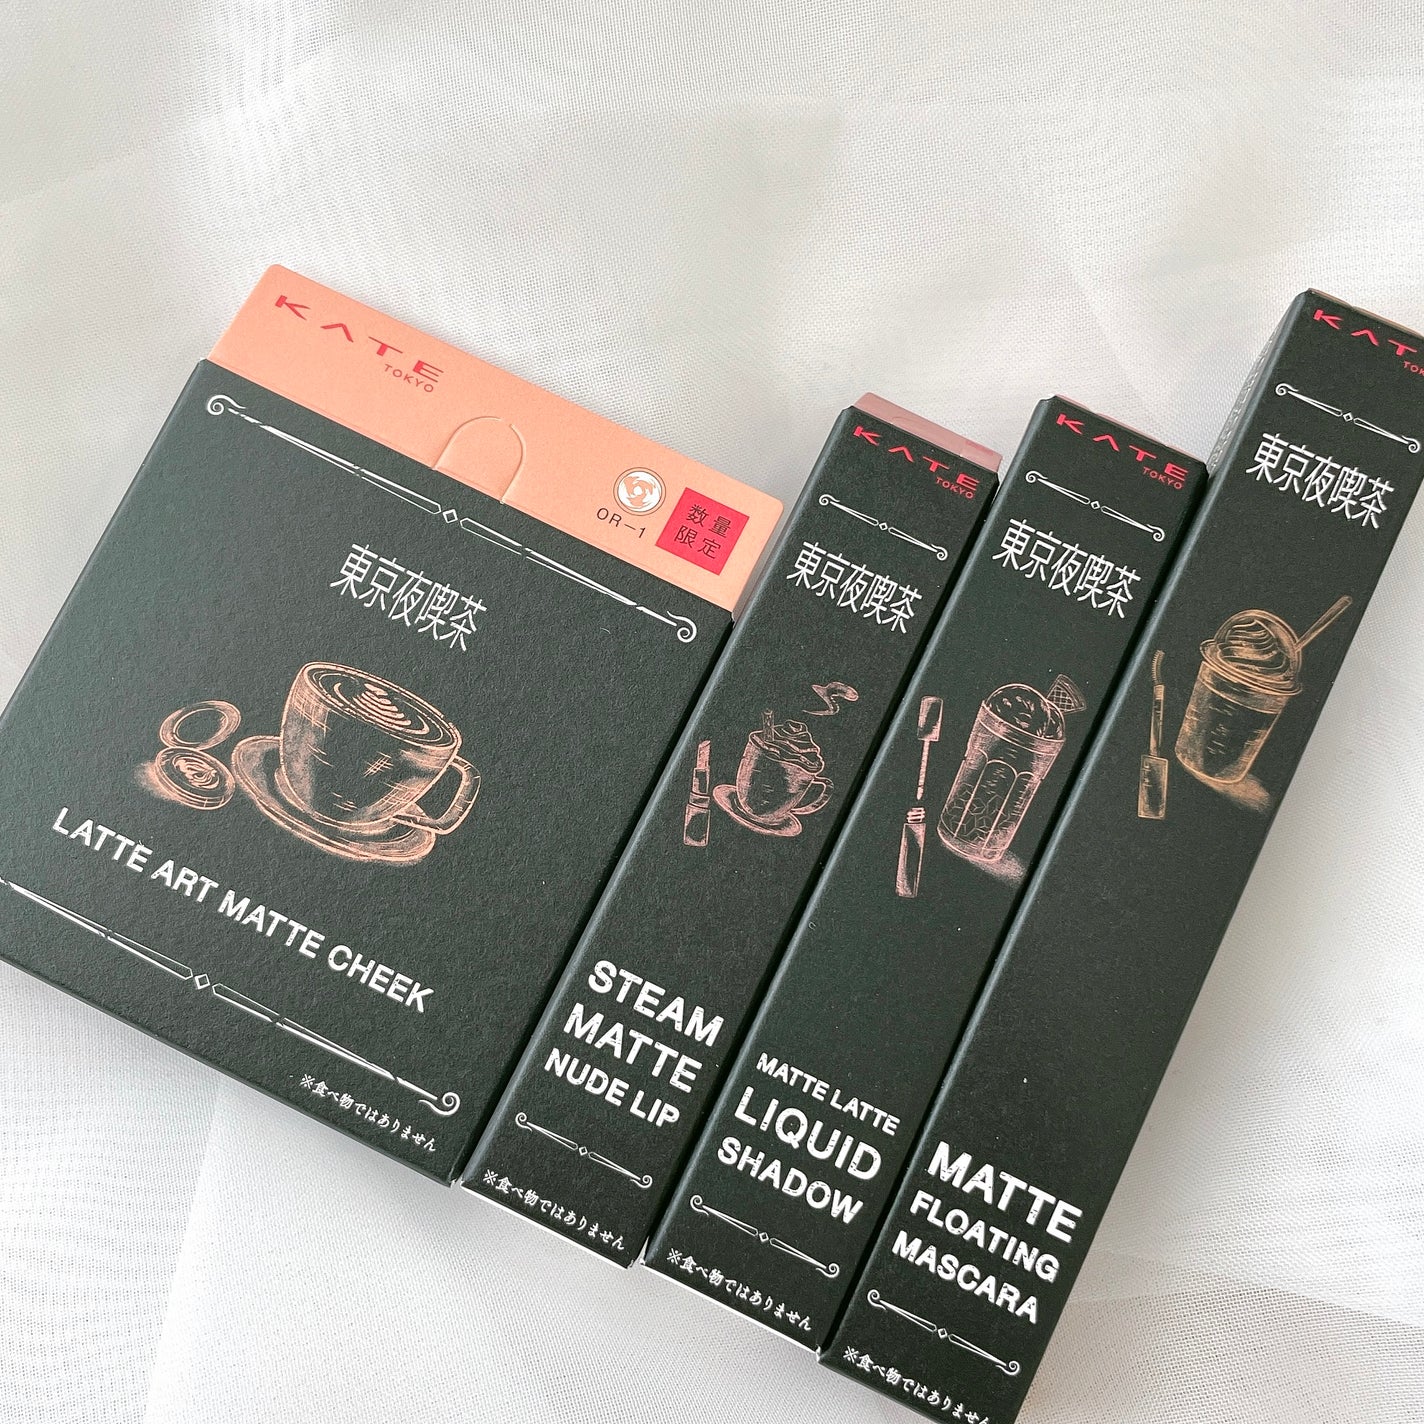 KATE
TOKYO
OR-1
数量
限定
東京夜喫茶
LATTE ART MATTE CHEEK
※食べ物ではありません
KATE
TOKYO
東京夜喫茶
STEAM
MATTE
NUDE LIP
※食べ物ではありません
KATE
TOKYO
東京夜喫茶
MATTE LATTE
LIQUID
SHADOW
※食べ物ではありません
KAT
TOK
東京夜喫茶
MATTE
FLOATING
MASCARA
※食べ物ではありません